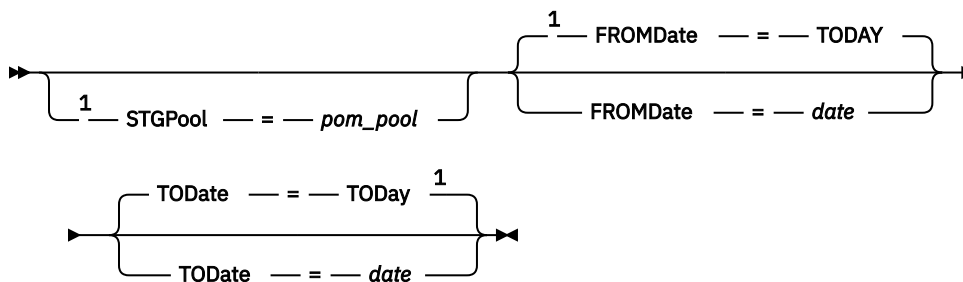 1 FROMDate = TODAY
1 STGPool = pom_pool FROMDate = date
TODate = TODay 1
TODate = date